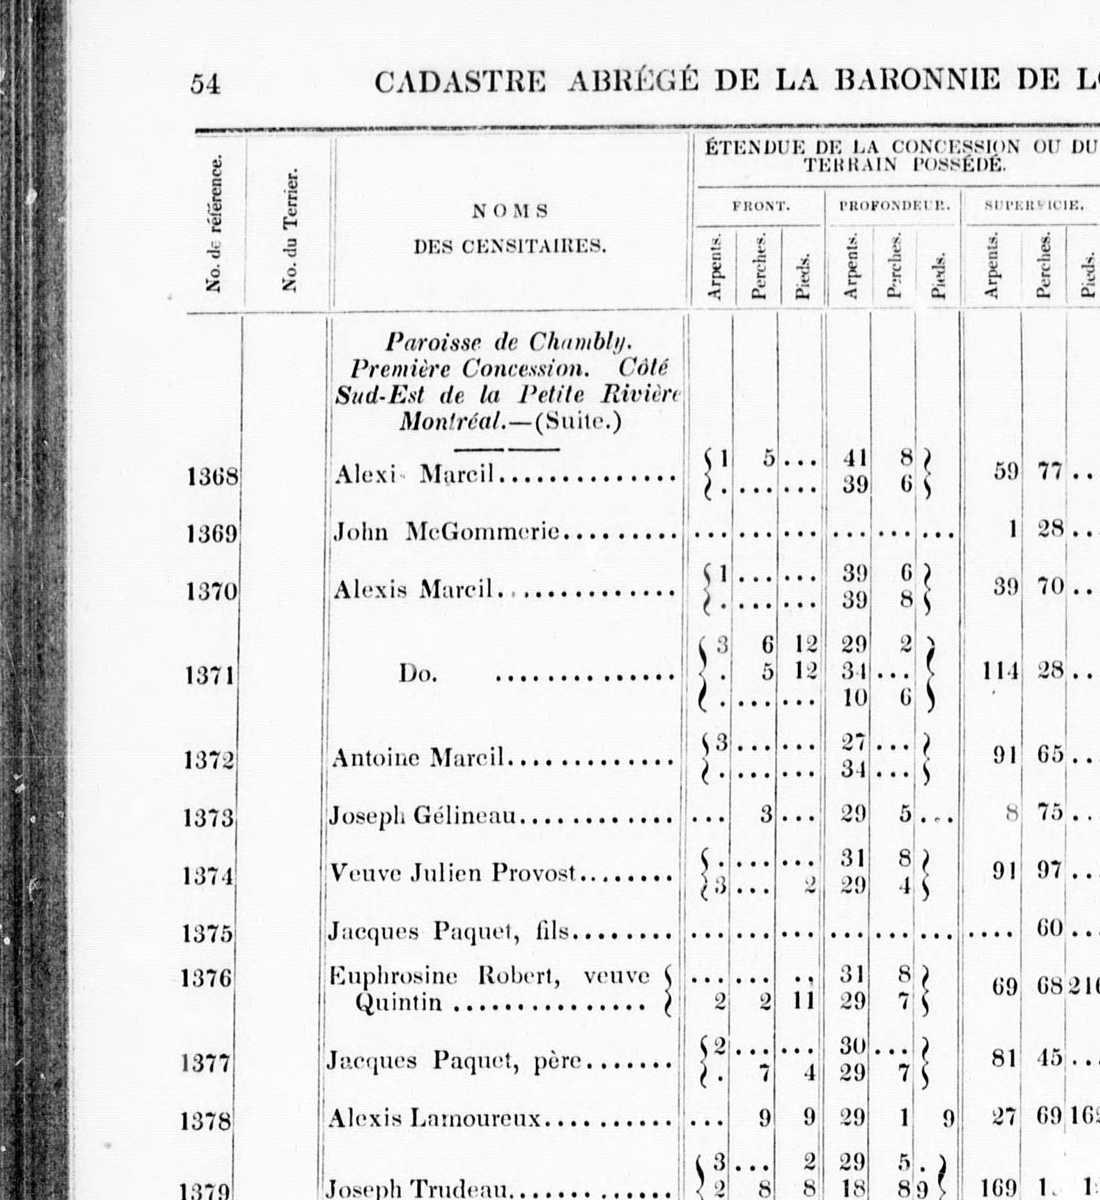 54 CADASTRE ABRÉGÉ DE LA BARONNIE DE
No. de référence.
No. du Terrier.
NOMS
DES CENSITAIRES.
ÉTENDUE DE LA CONCESSION OU DU
TERRAIN POSSÉDÉ.
FRONT. PROFONDEUR. SUPERFICIE.
Arpents. Perches. Pieds. Arpents. Perches. Pieds. Arpents. Perches. Pieds.
Paroisse de Chambly.
Première Concession. Côté
Sud-Est de la Petite Rivière
Montréal.—(Suite.)
1 5... 41 8
1368 Alexi Marcil............... 59 77 ..
. ... ... 39 6
1369 John McGommerie......... ... ... ... ... ... ... 1 28 ..
1 ... ... 39 6
1370 Alexis Marcil.............. 39 70 ..
. ... ... 39 8
3 6 12 29 2
1371 Do. .............. . 5 12 34 ... 114 28 ..
. ... ... 10 6
3 ... ... 27 ...
1372 Antoine Marcil............. 91 65 ..
. ... ... 34 ...
1373 Joseph Gélineau............ ... 3 ... 29 5 ... 8 75 ..
. ... ... 31 8
1374 Veuve Julien Provost........ 91 97 ..
3 ... 2 29 4
1375 Jacques Paquet, fils........ ... ... ... ... ... ... .... 60 ..
1376 Euphrosine Robert, veuve ... ... .. 31 8
69 68
Quintin ............... 2 2 11 29 7
2 ... ... 30 ...
1377 Jacques Paquet, père....... 81 45 ...
. 7 4 29 7
1378 Alexis Lamoureux.......... ... 9 9 29 1 9 27 69
3 ... 2 29 5 .
1379 Joseph Trudeau............ 2 8 8 18 8 9 169 1